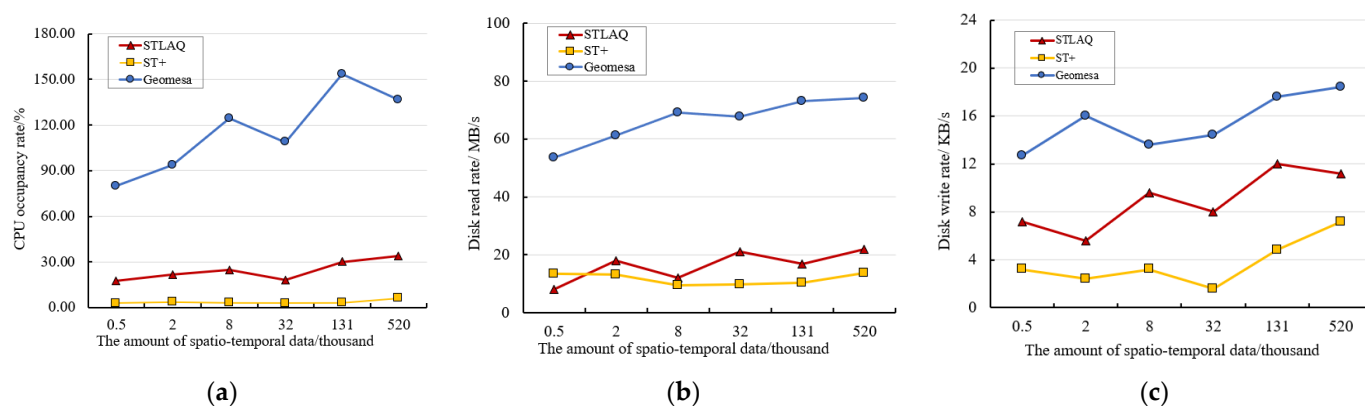 180.00
150.00
120.00
90.00
60.00
30.00
0.00
CPU occupancy rate/%
STLAQ
ST+
Geomesa
0.5 2 8 32 131 520
The amount of spatio-temporal data/thousand
(a)
100
80
60
40
20
0
Disk read rate/ MB/s
STLAQ
ST+
Geomesa
0.5 2 8 32 131 520
The amount of spatio-temporal data/thousand
(b)
24
20
16
12
8
4
0
Disk write rate/ KB/s
STLAQ
ST+
Geomesa
0.5 2 8 32 131 520
The amount of spatio-temporal data/thousand
(c)